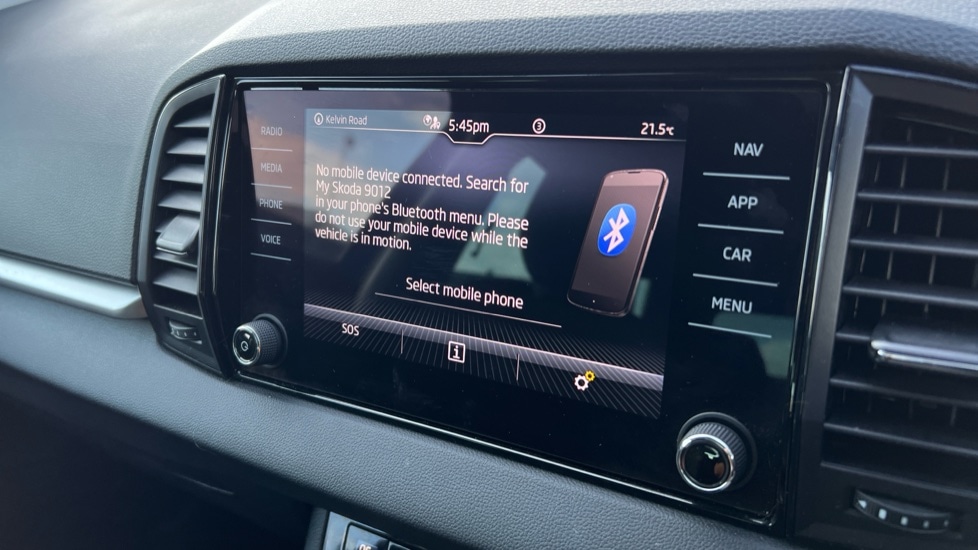 Kelvin Road
5:45pm
3
21.5°c
RADIO
MEDIA
PHONE
VOICE
No mobile device connected. Search for
My Skoda 9012
in your phone's Bluetooth menu. Please
do not use your mobile device while the
vehicle is in motion.
Select mobile phone
SOS
i
NAV
APP
CAR
MENU